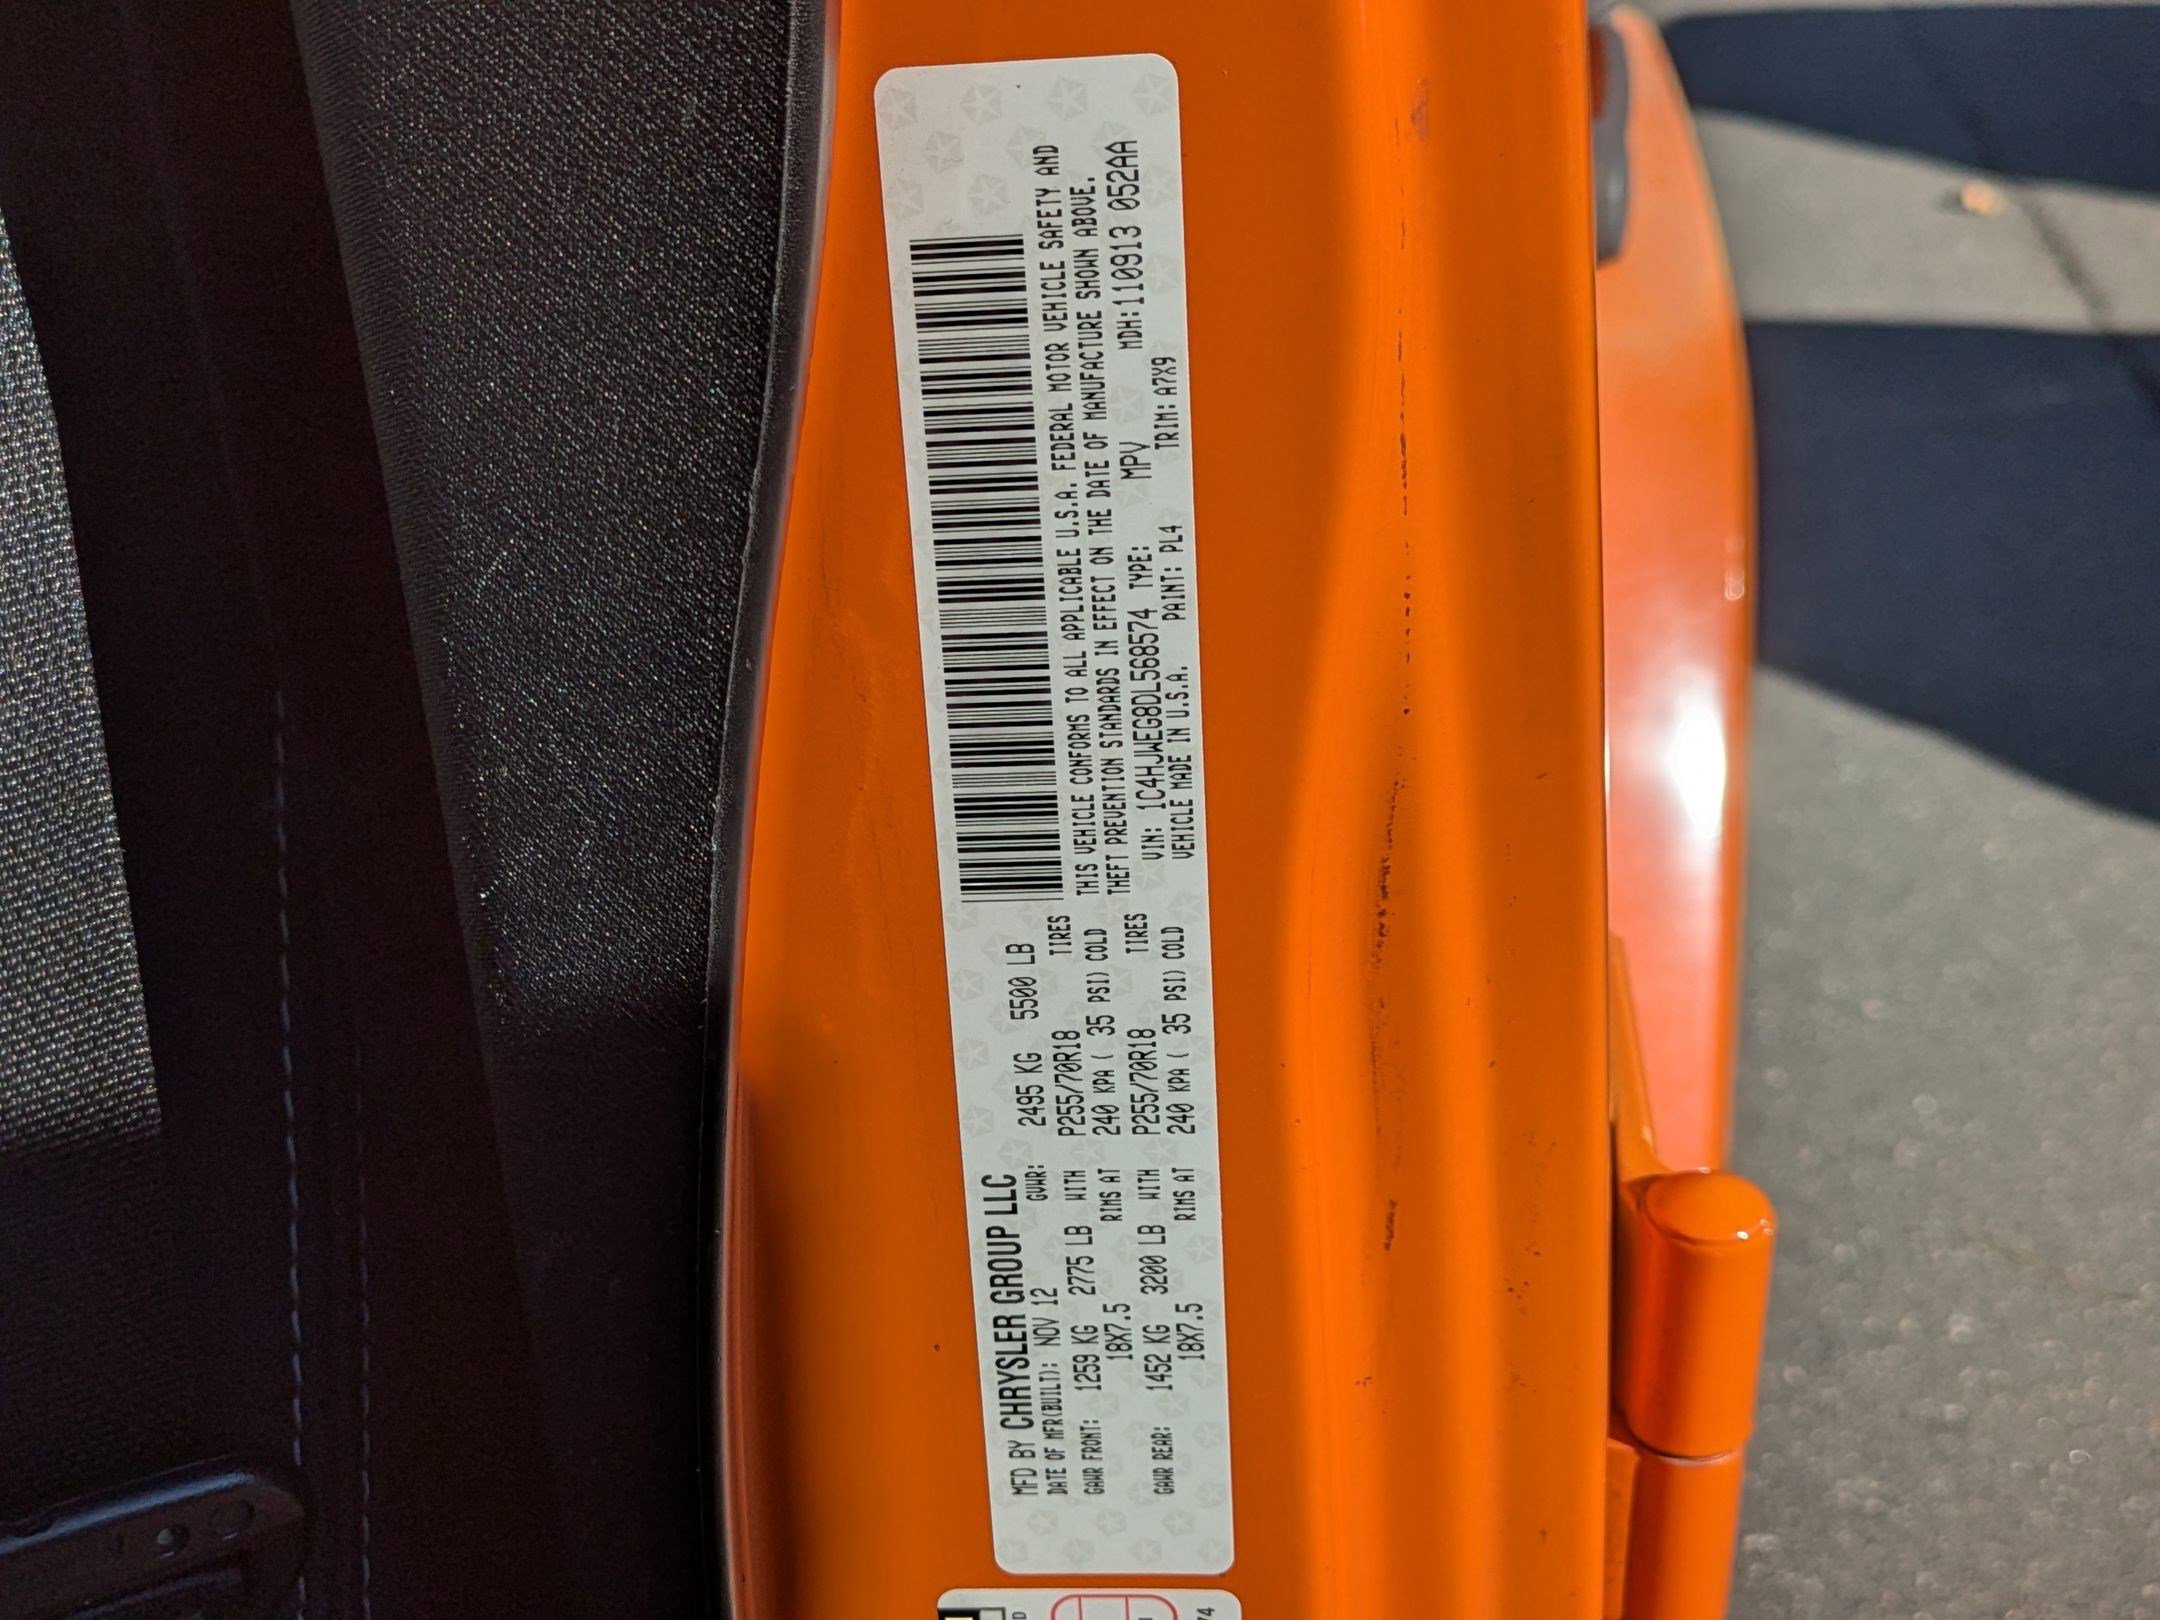 MFD BY CHRYSLER GROUP LLC
DATE OF MFR(BUILT): NOV 12 GVWR: 2495 KG 5500 LB
GAWR FRONT: 1259 KG 2775 LB WITH P255/70R18 TIRES
18X7.5 RIMS AT 240 KPA ( 35 PSI) COLD
GAWR REAR: 1452 KG 3200 LB WITH P255/70R18 TIRES
18X7.5 RIMS AT 240 KPA ( 35 PSI) COLD
THIS VEHICLE CONFORMS TO ALL APPLICABLE U.S.A. FEDERAL MOTOR VEHICLE SAFETY AND
THEFT PREVENTION STANDARDS IN EFFECT ON THE DATE OF MANUFACTURE SHOWN ABOVE.
VIN: 1C4HJWEG8DL568574 TYPE: MPV MDH:110913 052AA
VEHICLE MADE IN U.S.A. PAINT: PL4 TRIM: A7X9